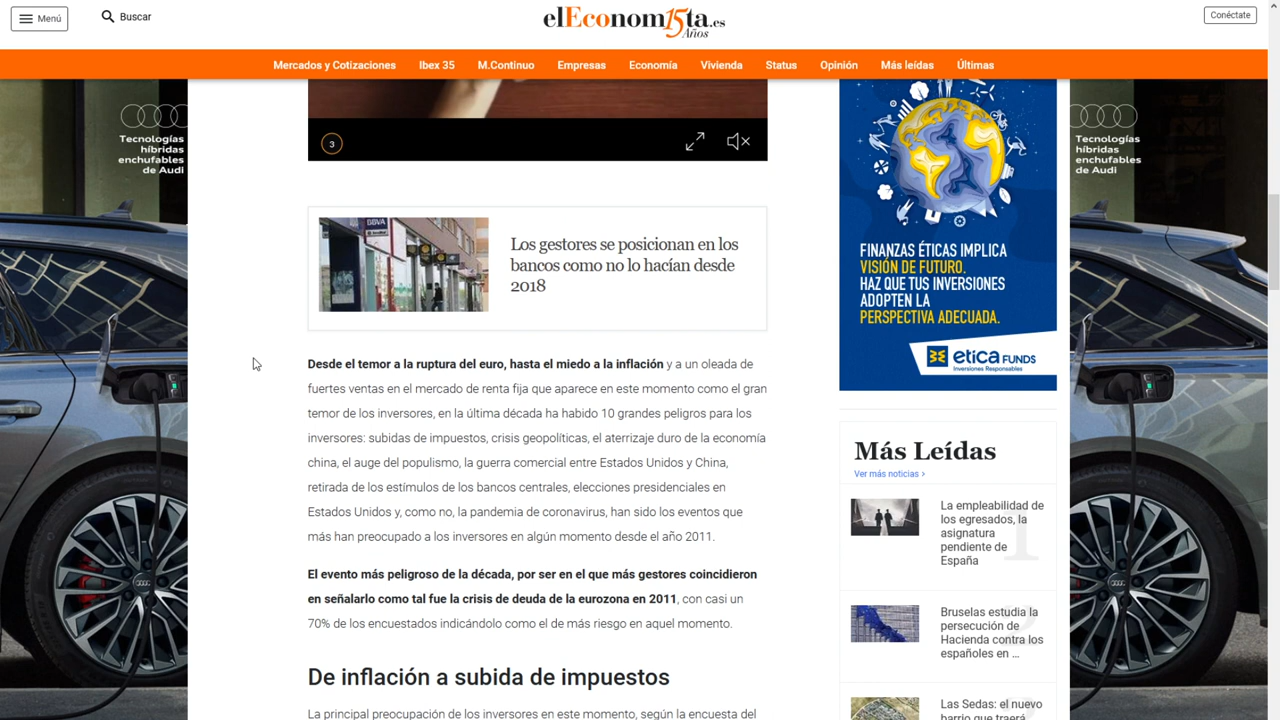 Menú
Buscar
elEconom15ta.es
Años
Conéctate
Mercados y Cotizaciones Ibex 35 M.Continuo Empresas Economía Vivienda Status Opinión Más leídas Últimas
Tecnologías
híbridas
enchufables
de Audi
3
BBVA
Los gestores se posicionan en los
bancos como no lo hacían desde
2018
Desde el temor a la ruptura del euro, hasta el miedo a la inflación y a un oleada de
fuertes ventas en el mercado de renta fija que aparece en este momento como el gran
temor de los inversores, en la última década ha habido 10 grandes peligros para los
inversores: subidas de impuestos, crisis geopolíticas, el aterrizaje duro de la economía
china, el auge del populismo, la guerra comercial entre Estados Unidos y China,
retirada de los estímulos de los bancos centrales, elecciones presidenciales en
Estados Unidos y, como no, la pandemia de coronavirus, han sido los eventos que
más han preocupado a los inversores en algún momento desde el año 2011.
El evento más peligroso de la década, por ser en el que más gestores coincidieron
en señalarlo como tal fue la crisis de deuda de la eurozona en 2011, con casi un
70% de los encuestados indicándolo como el de más riesgo en aquel momento.
De inflación a subida de impuestos
La principal preocupación de los inversores en este momento, según la encuesta del
FINANZAS ÉTICAS IMPLICA
VISIÓN DE FUTURO.
HAZ QUE TUS INVERSIONES
ADOPTEN LA
PERSPECTIVA ADECUADA.
etica FUNDS
Inversiones Responsables
Más Leídas
Ver más noticias >
1
La empleabilidad de
los egresados, la
asignatura
pendiente de
España
2
Bruselas estudia la
persecución de
Hacienda contra los
españoles en ...
Las Sedas: el nuevo
barrio que traerá
Tecnologías
híbridas
enchufables
de Audi